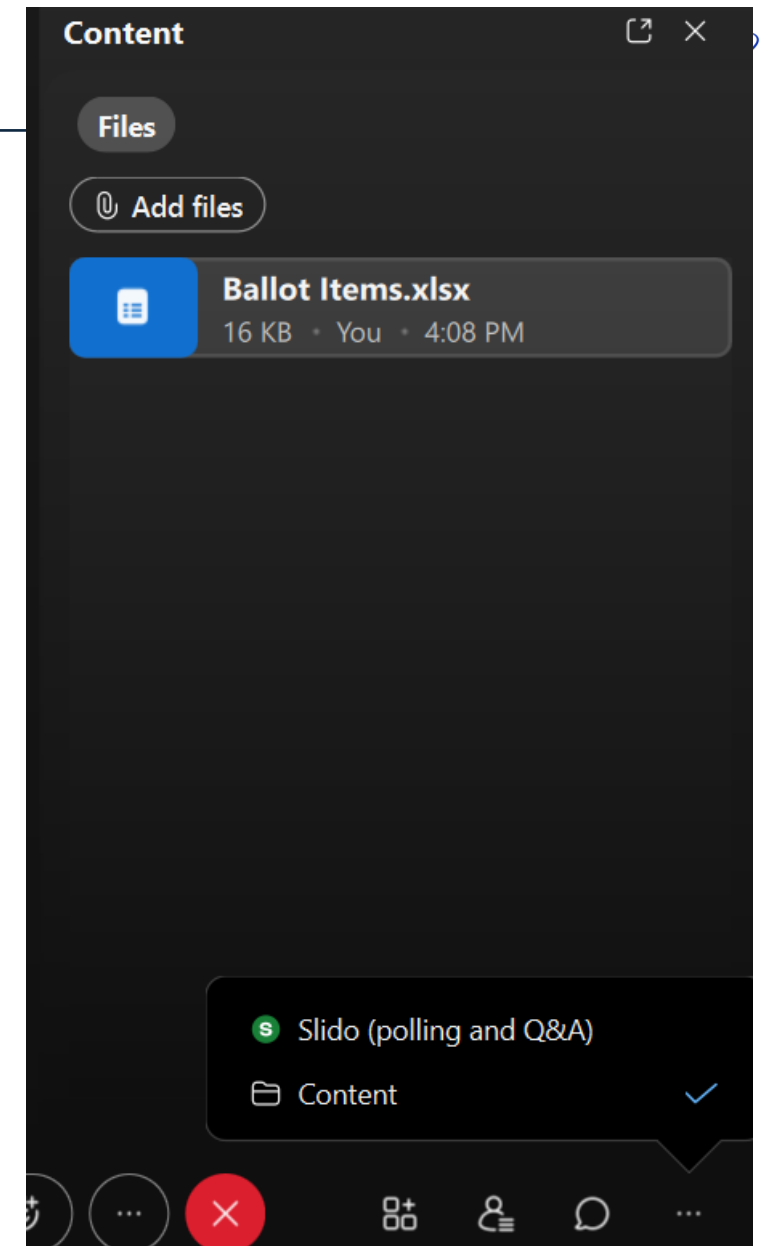 Content
Files
Add files
Ballot Items.xlsx
16 KB • You • 4:08 PM
S Slido (polling and Q&A)
Content